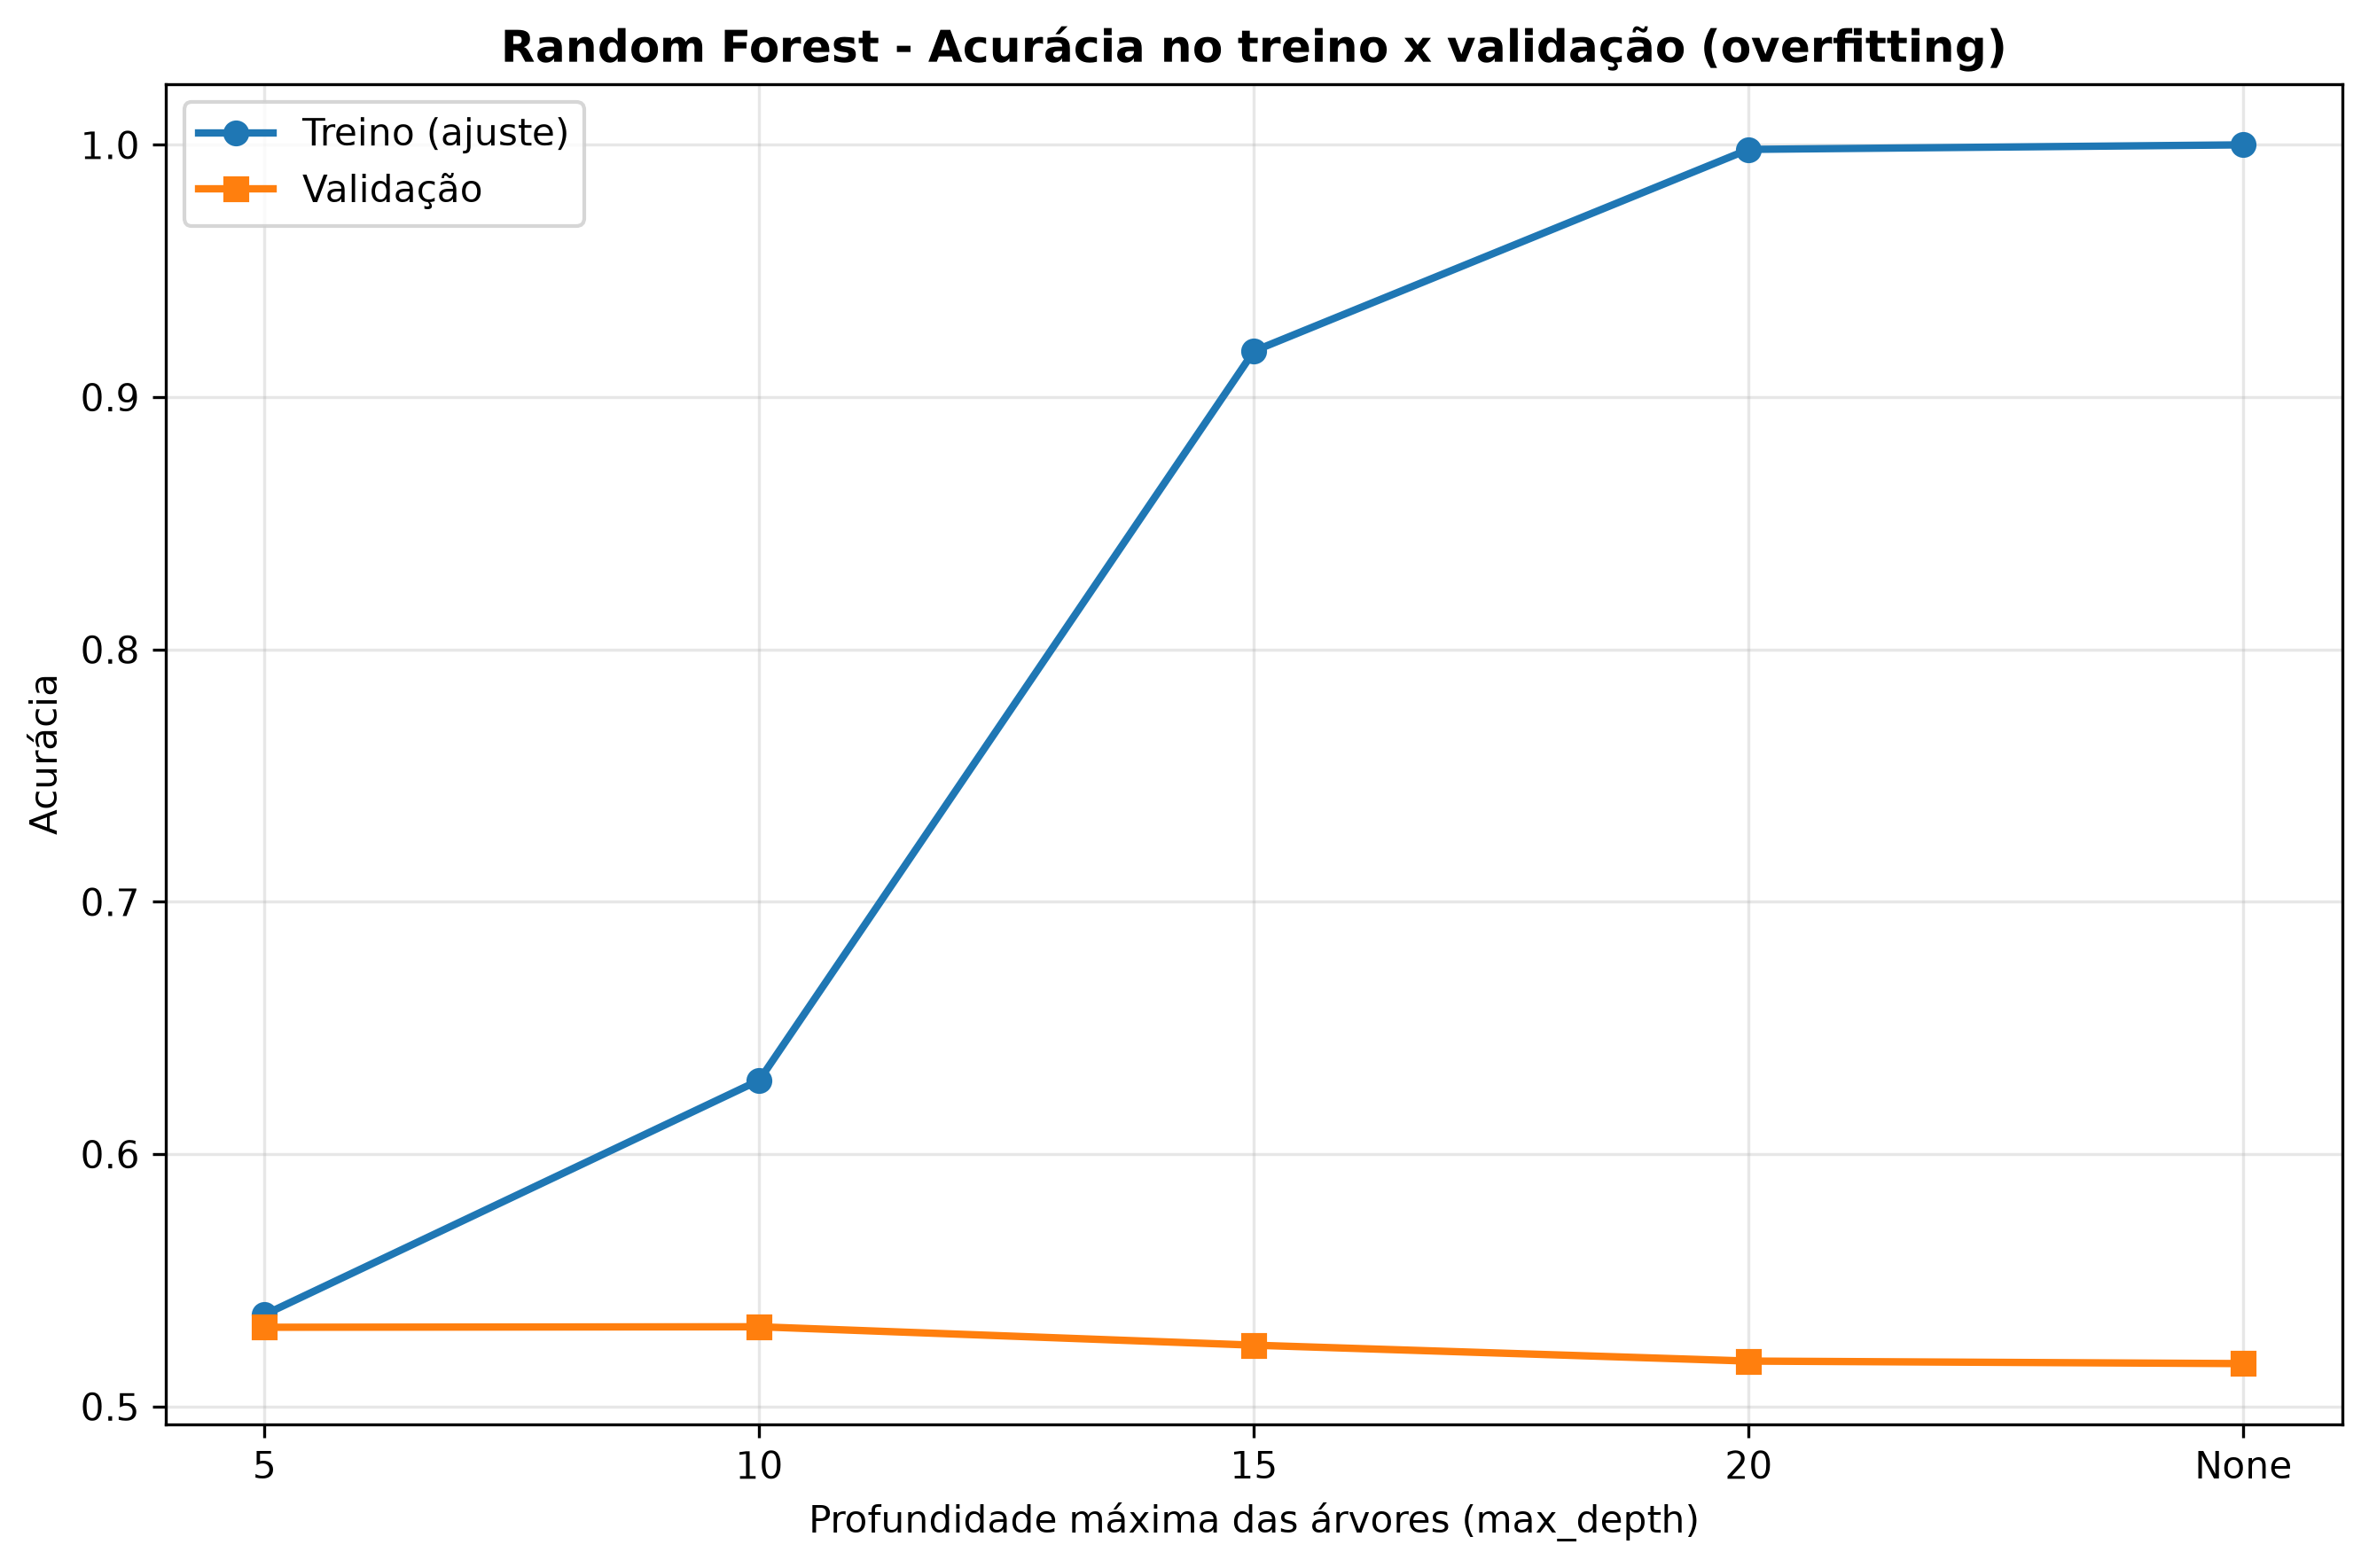 Random Forest - Acurácia no treino x validação (overfitting)
Treino (ajuste)
Validação
1.0
0.9
0.8
0.7
0.6
0.5
Acurácia
5 10 15 20 None
Profundidade máxima das árvores (max_depth)